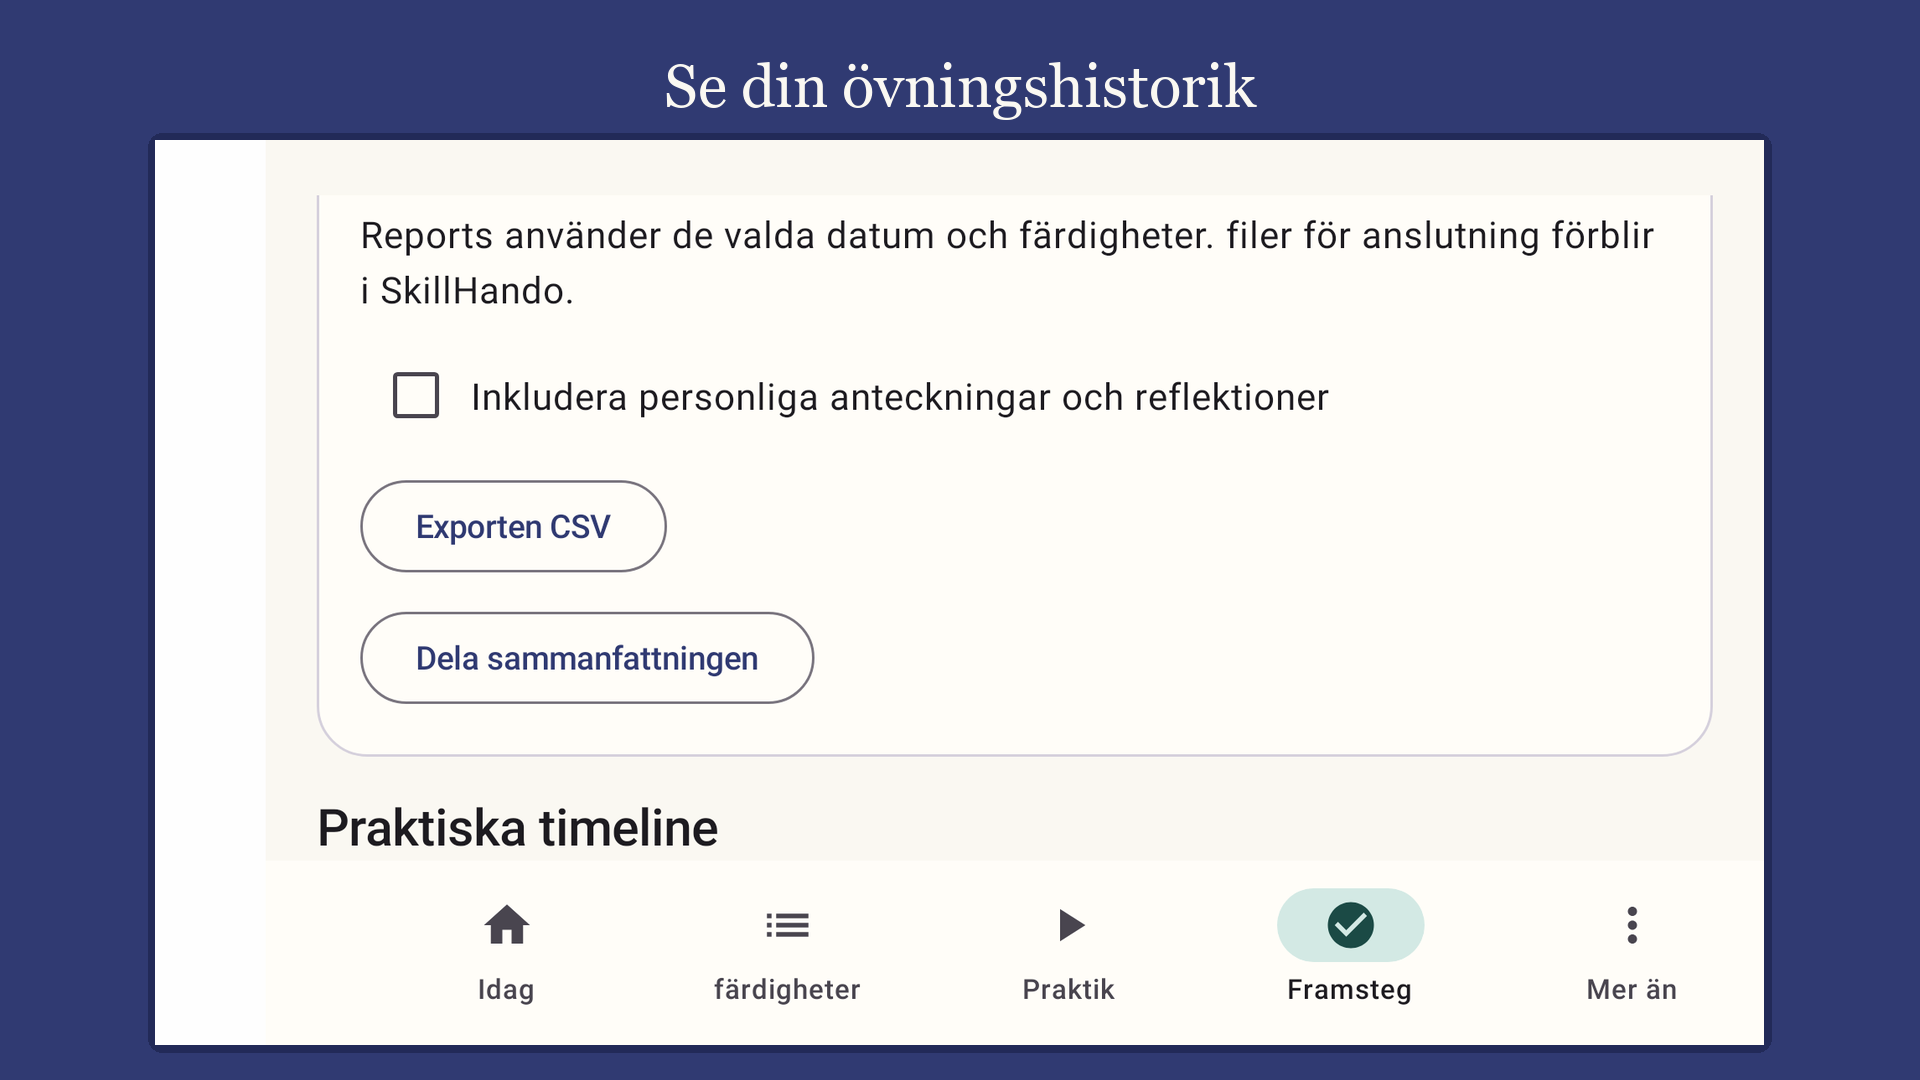 Se din övningshistorik
Reports använder de valda datum och färdigheter. filer för anslutning förblir
i SkillHando.
Inkludera personliga anteckningar och reflektioner
Exporten CSV
Dela sammanfattningen
Praktiska timeline
Idag
färdigheter
Praktik
Framsteg
Mer än